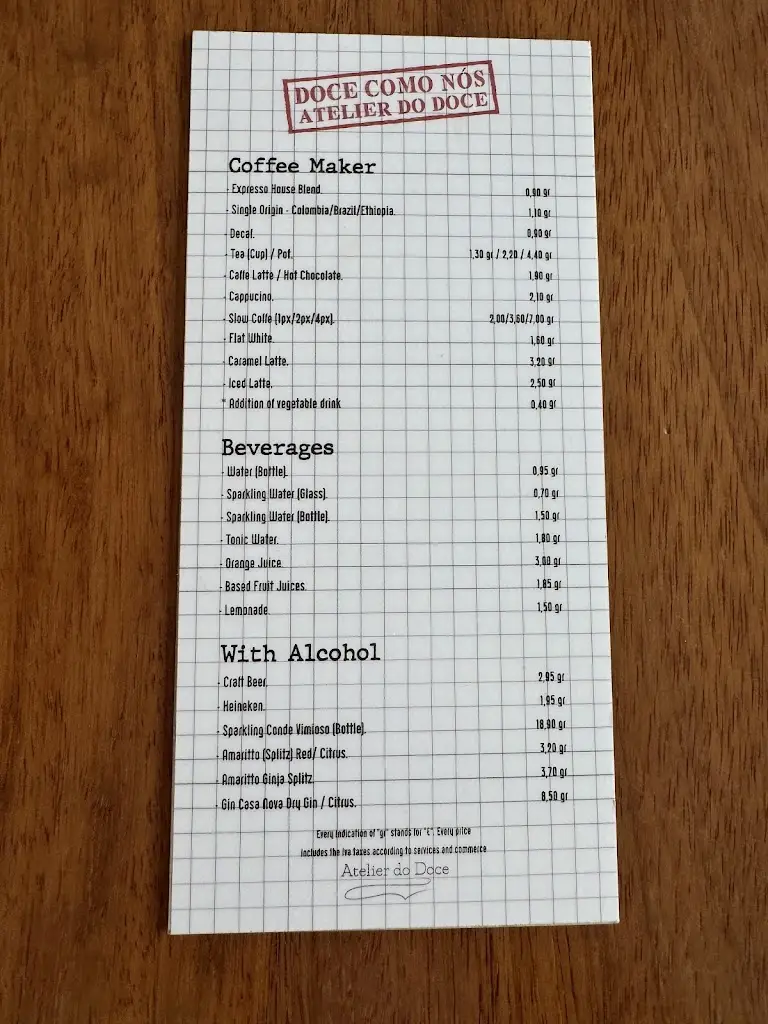 DOCE COMO NÓS
ATELIER DO DOCE
Coffee Maker
- Expresso House Blend. 0,90 gr
- Single Origin - Colombia/Brazil/Ethiopia. 1,10 gr
- Decaf. 0,90 gr
- Tea (Cup) / Pot. 1,30 gr / 2,20 / 4,40 gr
- Caffe Latte / Hot Chocolate. 1,90 gr
- Cappucino. 2,10 gr
- Slow Coffe (1px/2px/4px). 2,00/3,60/7,00 gr
- Flat White. 1,60 gr
- Caramel Latte. 3,20 gr
- Iced Latte. 2,50 gr
* Addition of vegetable drink 0,40 gr
Beverages
- Water (Bottle). 0,95 gr
- Sparkling Water (Glass). 0,70 gr
- Sparkling Water (Bottle). 1,50 gr
- Tonic Water. 1,80 gr
- Orange Juice. 3,00 gr
- Based Fruit Juices. 1,85 gr
- Lemonade. 1,50 gr
With Alcohol
- Craft Beer. 2,95 gr
- Heineken. 1,95 gr
- Sparkling Conde Vimioso (Bottle). 18,90 gr
- Amaritto (Splitz) Red/ Citrus. 3,20 gr
- Amaritto Ginja Splitz. 3,70 gr
- Gin Casa Nova Dry Gin / Citrus. 8,50 gr
Every indication of "gr" stands for "€". Every price
includes the Iva taxes according to services and commerce
Atelier do Doce